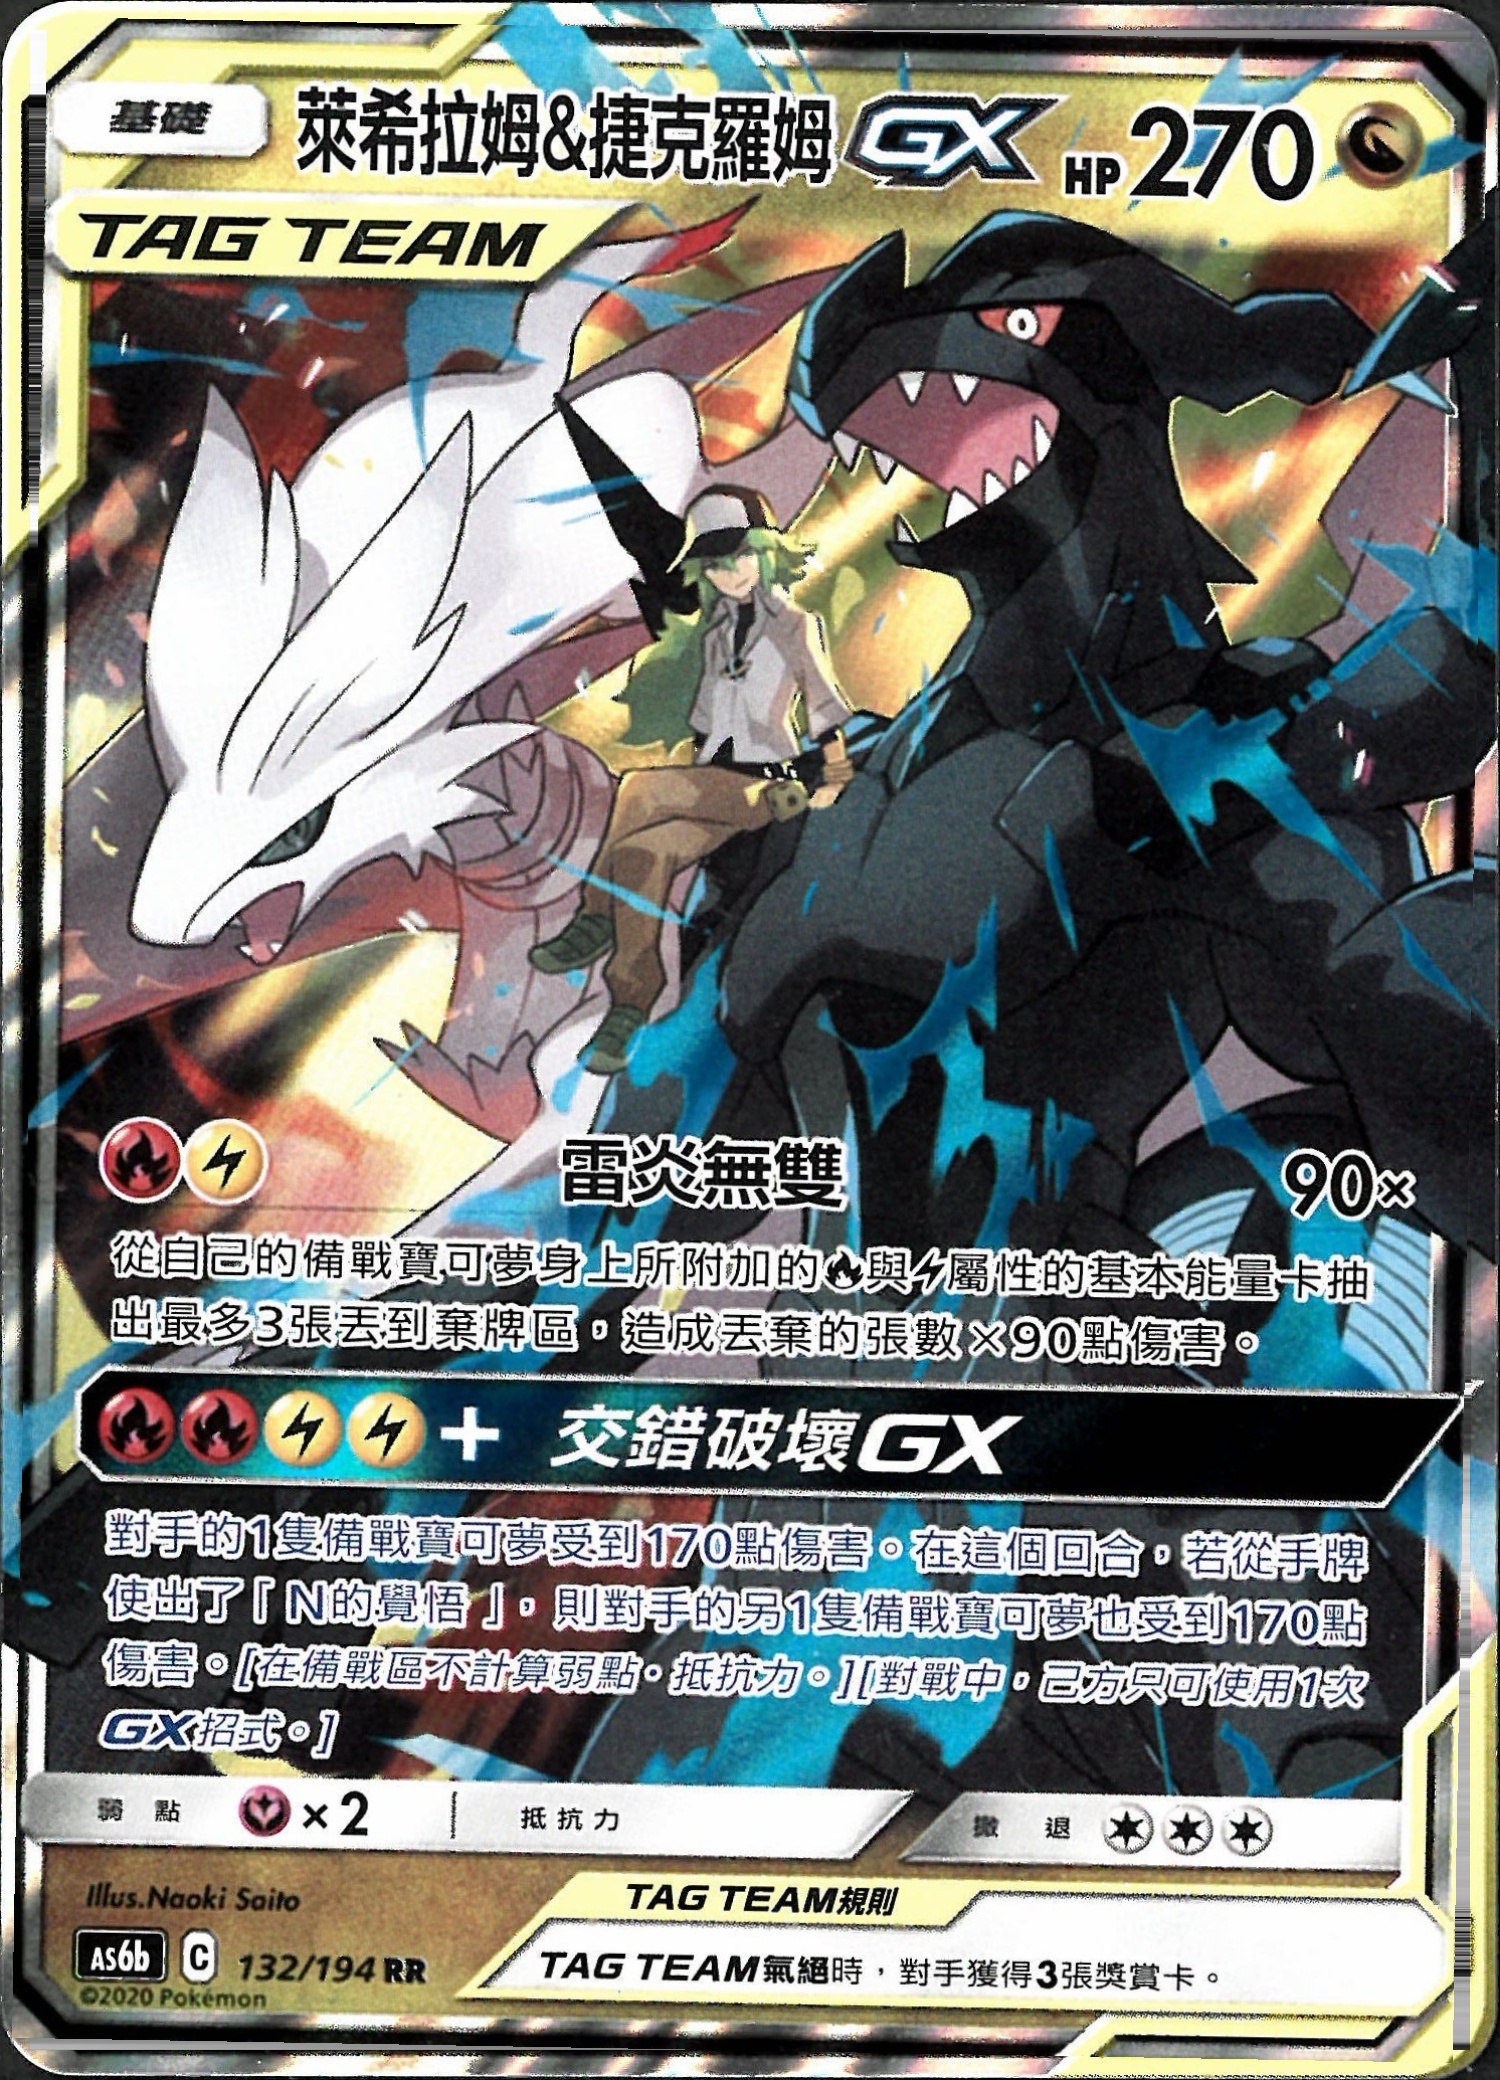 基礎 萊希拉姆&捷克羅姆GX HP270
TAG TEAM
雷炎無雙 90×
從自己的備戰寶可夢身上所附加的與屬性的基本能量卡抽
出最多3張丟到棄牌區，造成丟棄的張數×90點傷害。
+ 交錯破壞GX
對手的1隻備戰寶可夢受到170點傷害。在這個回合，若從手牌
使出了「N的覺悟」，則對手的另1隻備戰寶可夢也受到170點
傷害。[在備戰區不計算弱點・抵抗力。][對戰中，己方只可使用1次
GX招式。]
弱點 ×2 抵抗力 撤退
Illus.Naoki Saito
TAG TEAM規則
AS6b C 132/194 RR
TAG TEAM氣絕時，對手獲得3張獎賞卡。
©2020 Pokémon